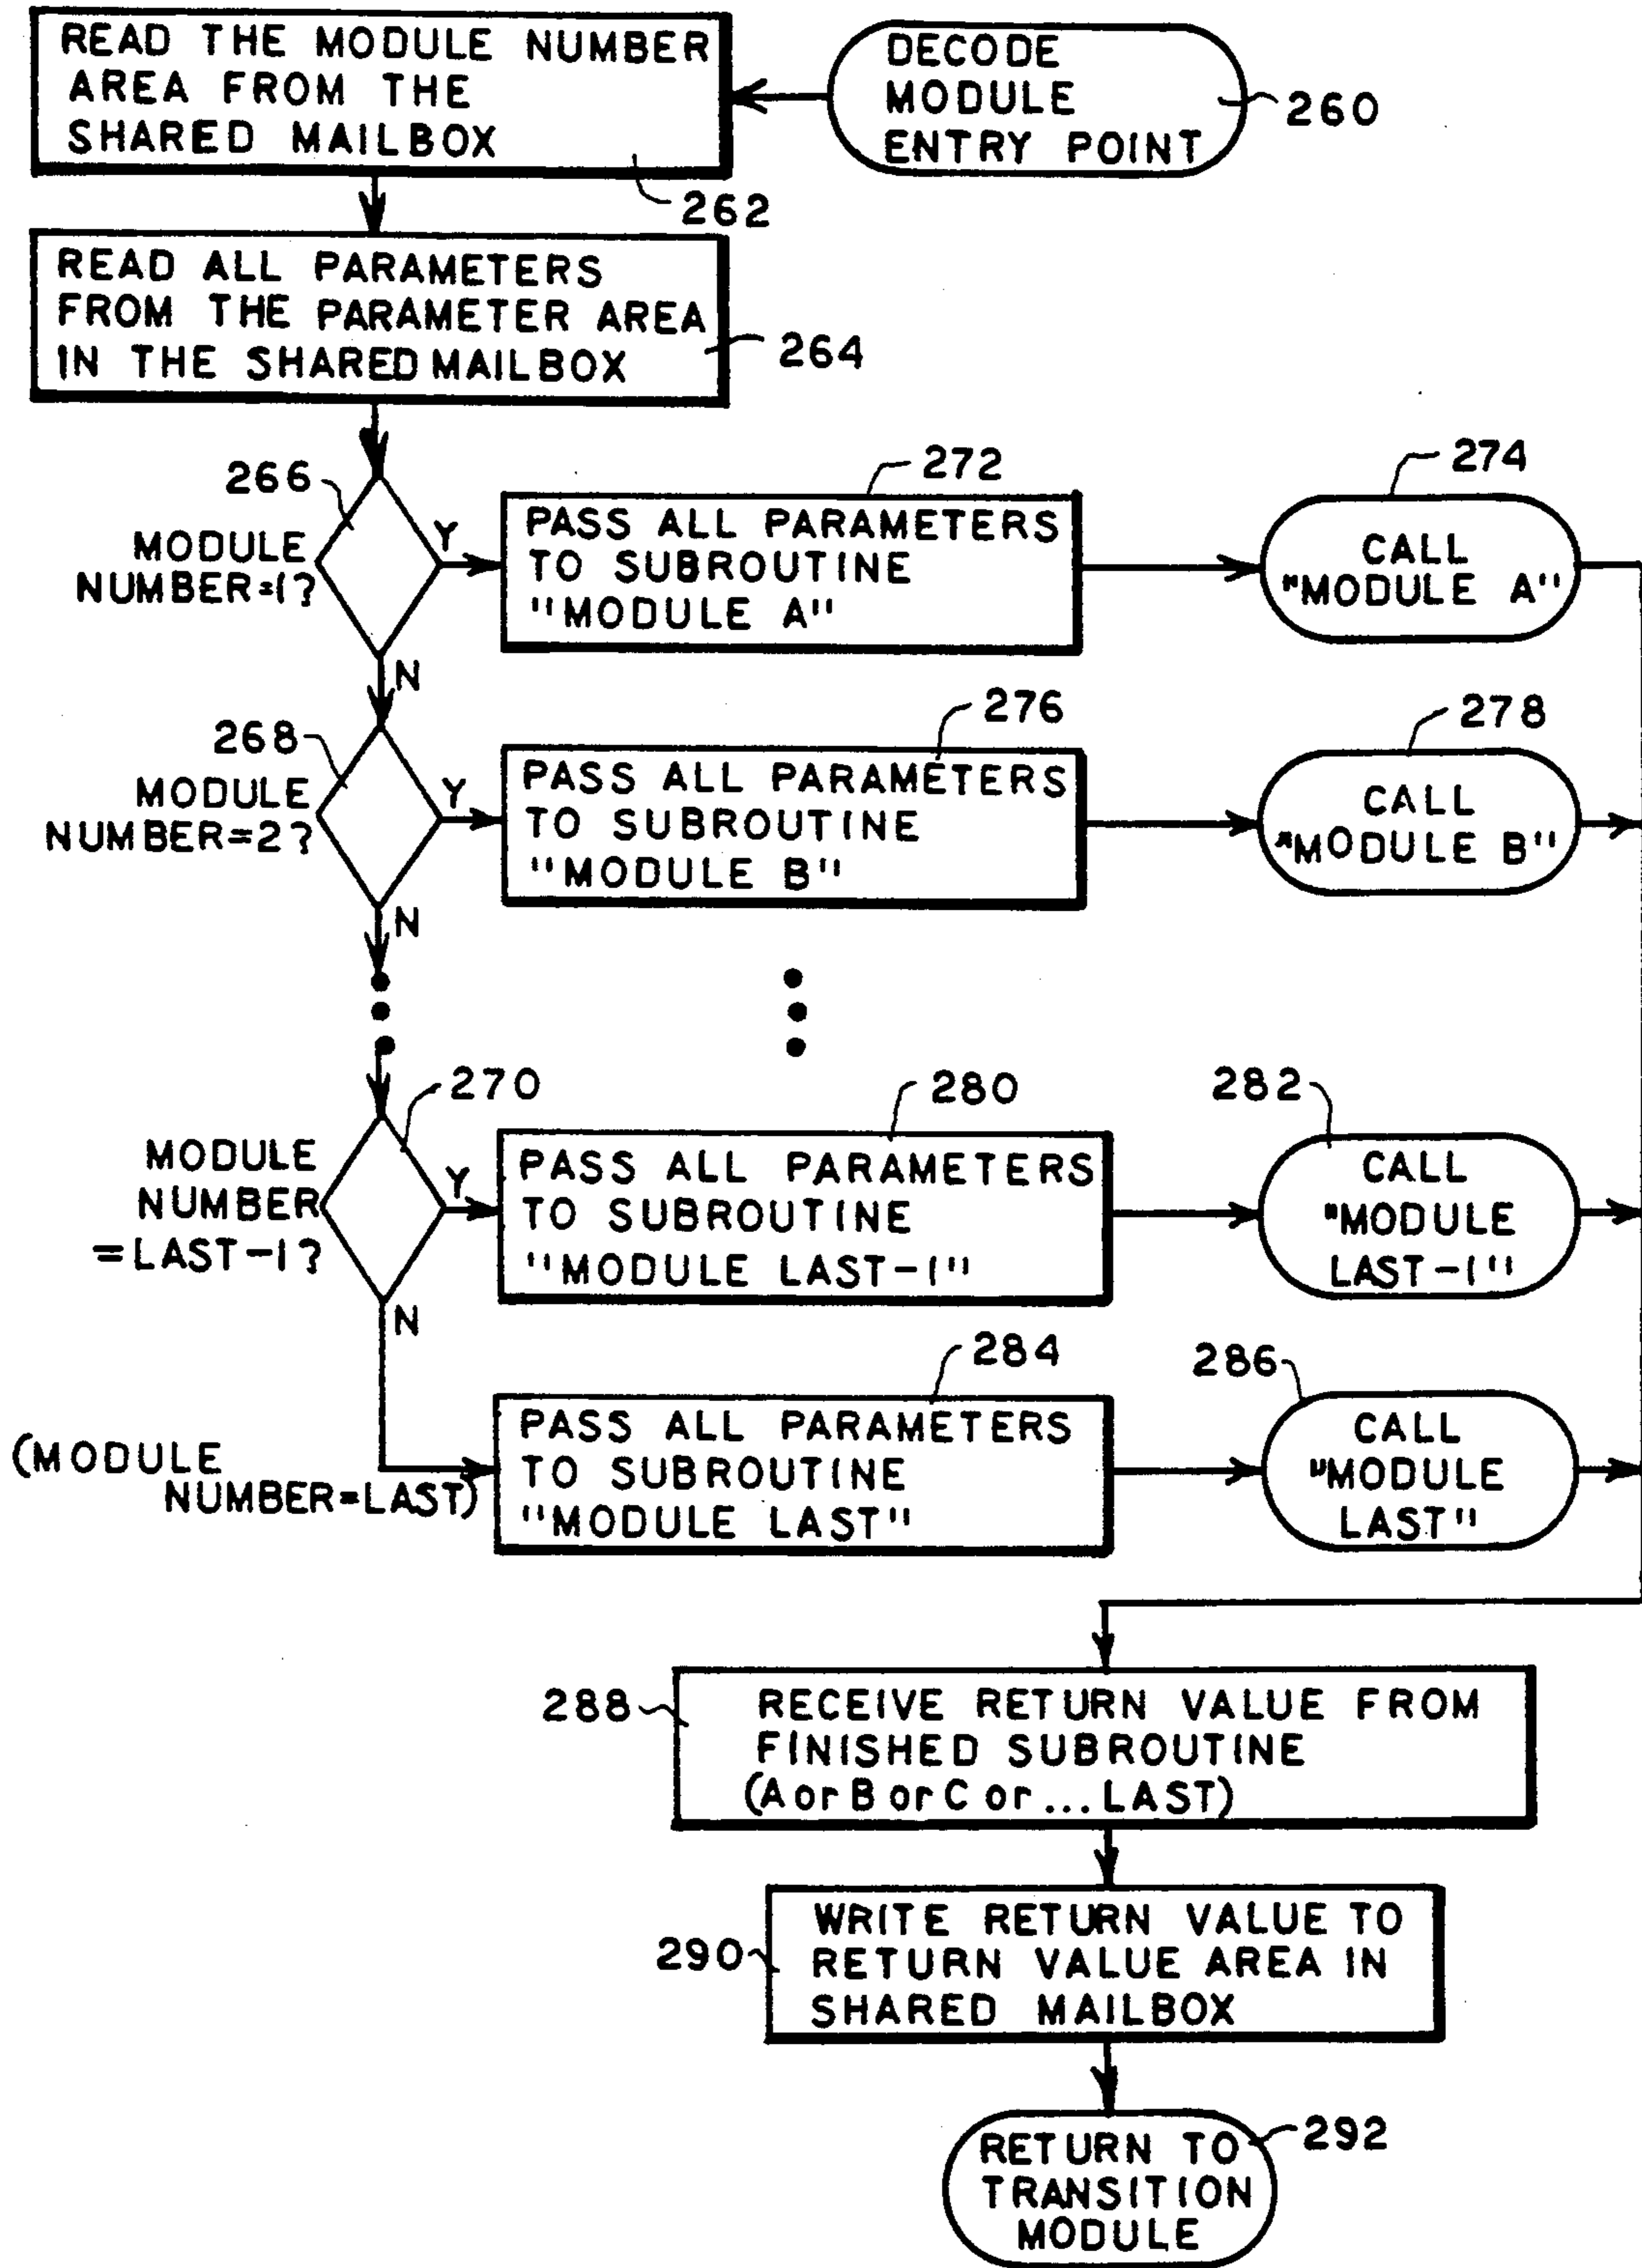 READ THE MODULE NUMBER
AREA FROM THE
SHARED MAILBOX
262
DECODE
MODULE
ENTRY POINT
260
READ ALL PARAMETERS
FROM THE PARAMETER AREA
IN THE SHARED MAILBOX
264
266
MODULE
NUMBER=1?
Y
N
272
PASS ALL PARAMETERS
TO SUBROUTINE
"MODULE A"
274
CALL
"MODULE A"
268
MODULE
NUMBER=2?
Y
N
276
PASS ALL PARAMETERS
TO SUBROUTINE
"MODULE B"
278
CALL
"MODULE B"
270
MODULE
NUMBER
=LAST-1?
Y
N
280
PASS ALL PARAMETERS
TO SUBROUTINE
"MODULE LAST-1"
282
CALL
"MODULE
LAST-1"
(MODULE
NUMBER=LAST)
284
PASS ALL PARAMETERS
TO SUBROUTINE
"MODULE LAST"
286
CALL
"MODULE
LAST"
288
RECEIVE RETURN VALUE FROM
FINISHED SUBROUTINE
(A or B or C or ... LAST)
290
WRITE RETURN VALUE TO
RETURN VALUE AREA IN
SHARED MAILBOX
292
RETURN TO
TRANSITION
MODULE